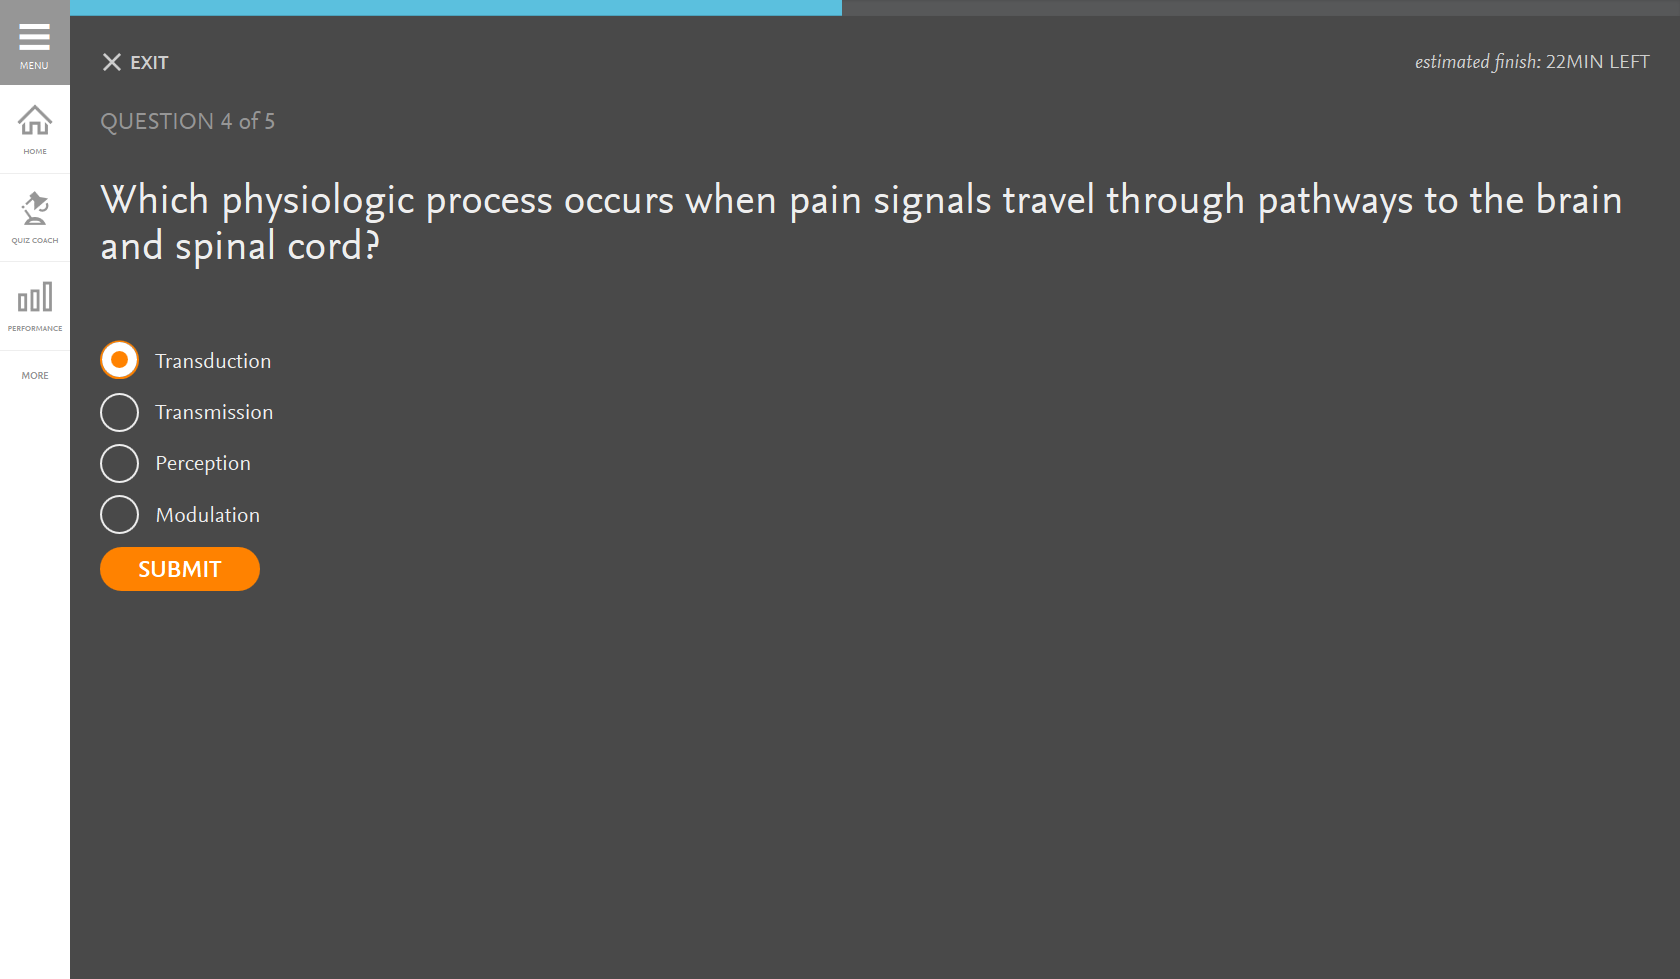 MENU
HOME
QUIZ COACH
PERFORMANCE
MORE
EXIT
estimated finish: 22MIN LEFT
QUESTION 4 of 5
Which physiologic process occurs when pain signals travel through pathways to the brain
and spinal cord?
Transduction
Transmission
Perception
Modulation
SUBMIT